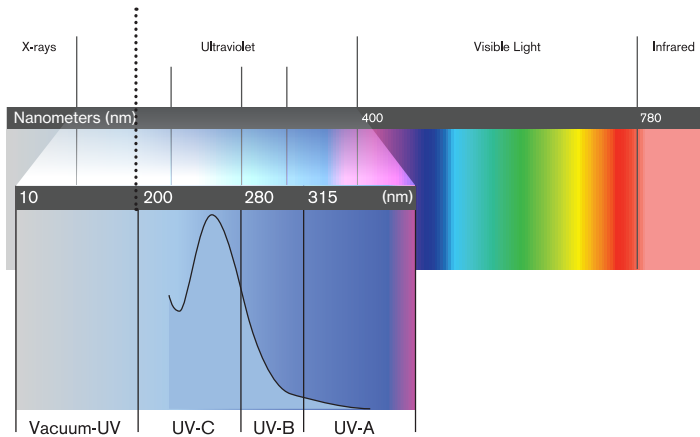 X-rays Ultraviolet Visible Light Infrared
Nanometers (nm) 400 780
10 200 280 315 (nm)
Vacuum-UV UV-C UV-B UV-A